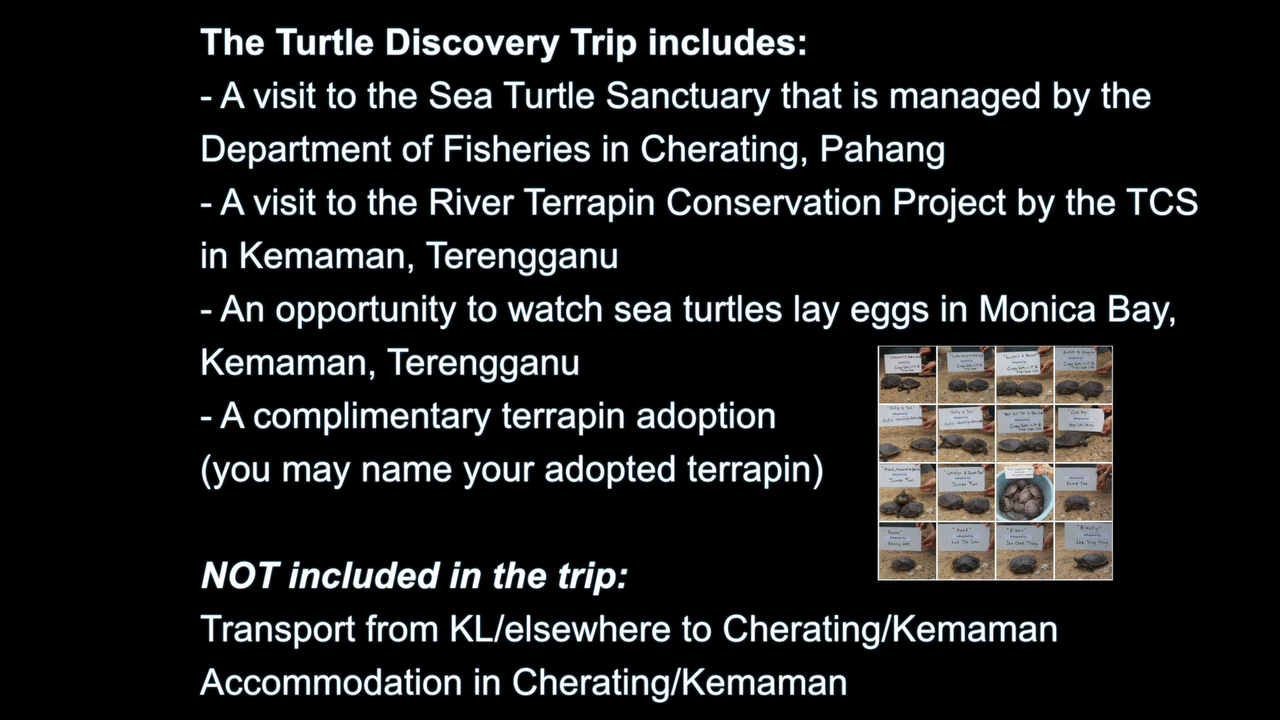 The Turtle Discovery Trip includes:
- A visit to the Sea Turtle Sanctuary that is managed by the
Department of Fisheries in Cherating, Pahang
- A visit to the River Terrapin Conservation Project by the TCS
in Kemaman, Terengganu
- An opportunity to watch sea turtles lay eggs in Monica Bay,
Kemaman, Terengganu
- A complimentary terrapin adoption
(you may name your adopted terrapin)
NOT included in the trip:
Transport from KL/elsewhere to Cherating/Kemaman
Accommodation in Cherating/Kemaman